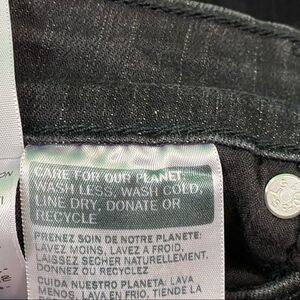 CARE FOR OUR PLANET.
WASH LESS, WASH COLD,
LINE DRY, DONATE OR
RECYCLE
PRENEZ SOIN DE NOTRE PLANETE:
LAVEZ MOINS, LAVEZ A FROID,
LAISSEZ SECHER NATURELLEMENT.
DONNEZ OU RECYCLEZ
CUIDA NUESTRO PLANETA: LAVA
MENOS, LAVA EN FRIO, TIENDE LA